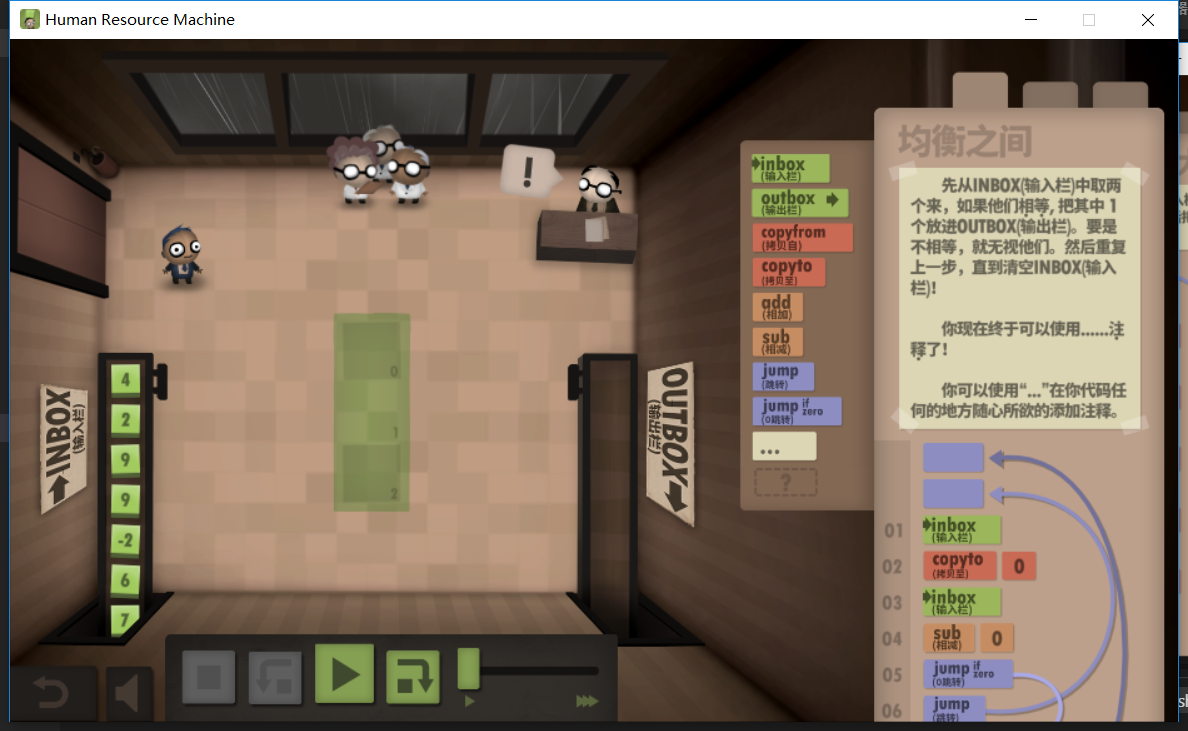 Human Resource Machine
均衡之间
先从INBOX(输入栏)中取两
个来，如果他们相等, 把其中 1
个放进OUTBOX(输出栏)。要是
不相等，就无视他们。然后重复
上一步，直到清空INBOX(输入
栏)!
你现在终于可以使用......注
释了!
你可以使用“...”在你代码任
何的地方随心所欲的添加注释。
!
inbox
(输入栏)
outbox
(输出栏)
copyfrom
(拷贝自)
copyto
(拷贝至)
add
(相加)
sub
(相减)
jump
(跳转)
jump if zero
(0跳转)
...
?
INBOX
(输入栏)
4
2
9
9
-2
6
7
0
1
2
OUTBOX
(输出栏)
01 inbox
(输入栏)
02 copyto 0
(拷贝至)
03 inbox
(输入栏)
04 sub 0
(相减)
05 jump if zero
(0跳转)
06 jump
(跳转)